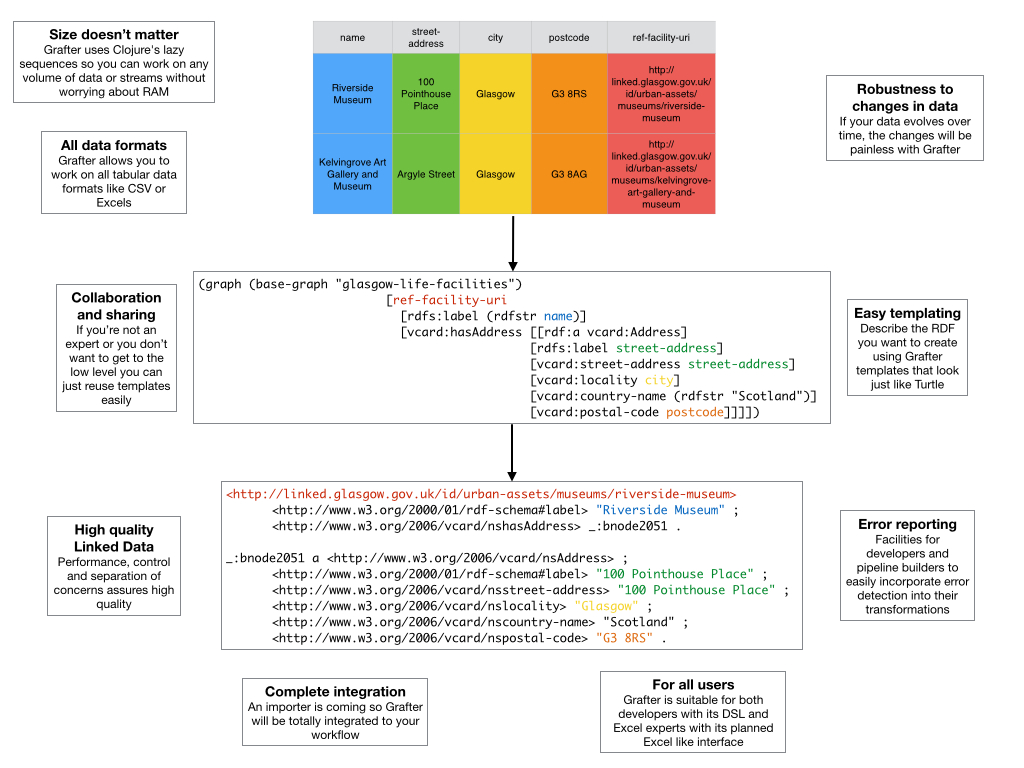 Size doesn't matter
Grafter uses Clojure's lazy
sequences so you can work on any
volume of data or streams without
worrying about RAM
All data formats
Grafter allows you to
work on all tabular data
formats like CSV or
Excels
name
street-
address
city
postcode
ref-facility-uri
Riverside
Museum
100
Pointhouse
Place
Glasgow
G3 8RS
http://
linked.glasgow.gov.uk/
id/urban-assets/
museums/riverside-
museum
Kelvingrove Art
Gallery and
Museum
Argyle Street
Glasgow
G3 8AG
http://
linked.glasgow.gov.uk/
id/urban-assets/
museums/kelvingrove-
art-gallery-and-
museum
Robustness to
changes in data
If your data evolves over
time, the changes will be
painless with Grafter
Collaboration
and sharing
If you're not an
expert or you don't
want to get to the
low level you can
just reuse templates
easily
(graph (base-graph "glasgow-life-facilities")
[ref-facility-uri
[rdfs:label (rdfstr name)]
[vcard:hasAddress [[rdf:a vcard:Address]
[rdfs:label street-address]
[vcard:street-address street-address]
[vcard:locality city]
[vcard:country-name (rdfstr "Scotland")]
[vcard:postal-code postcode]]]])
Easy templating
Describe the RDF
you want to create
using Grafter
templates that look
just like Turtle
High quality
Linked Data
Performance, control
and separation of
concerns assures high
quality
<http://linked.glasgow.gov.uk/id/urban-assets/museums/riverside-museum>
<http://www.w3.org/2000/01/rdf-schema#label> "Riverside Museum" ;
<http://www.w3.org/2006/vcard/nshasAddress> _:bnode2051 .
_:bnode2051 a <http://www.w3.org/2006/vcard/nsAddress> ;
<http://www.w3.org/2000/01/rdf-schema#label> "100 Pointhouse Place" ;
<http://www.w3.org/2006/vcard/nsstreet-address> "100 Pointhouse Place" ;
<http://www.w3.org/2006/vcard/nslocality> "Glasgow" ;
<http://www.w3.org/2006/vcard/nscountry-name> "Scotland" ;
<http://www.w3.org/2006/vcard/nspostal-code> "G3 8RS" .
Error reporting
Facilities for
developers and
pipeline builders to
easily incorporate error
detection into their
transformations
Complete integration
An importer is coming so Grafter
will be totally integrated to your
workflow
For all users
Grafter is suitable for both
developers with its DSL and
Excel experts with its planned
Excel like interface